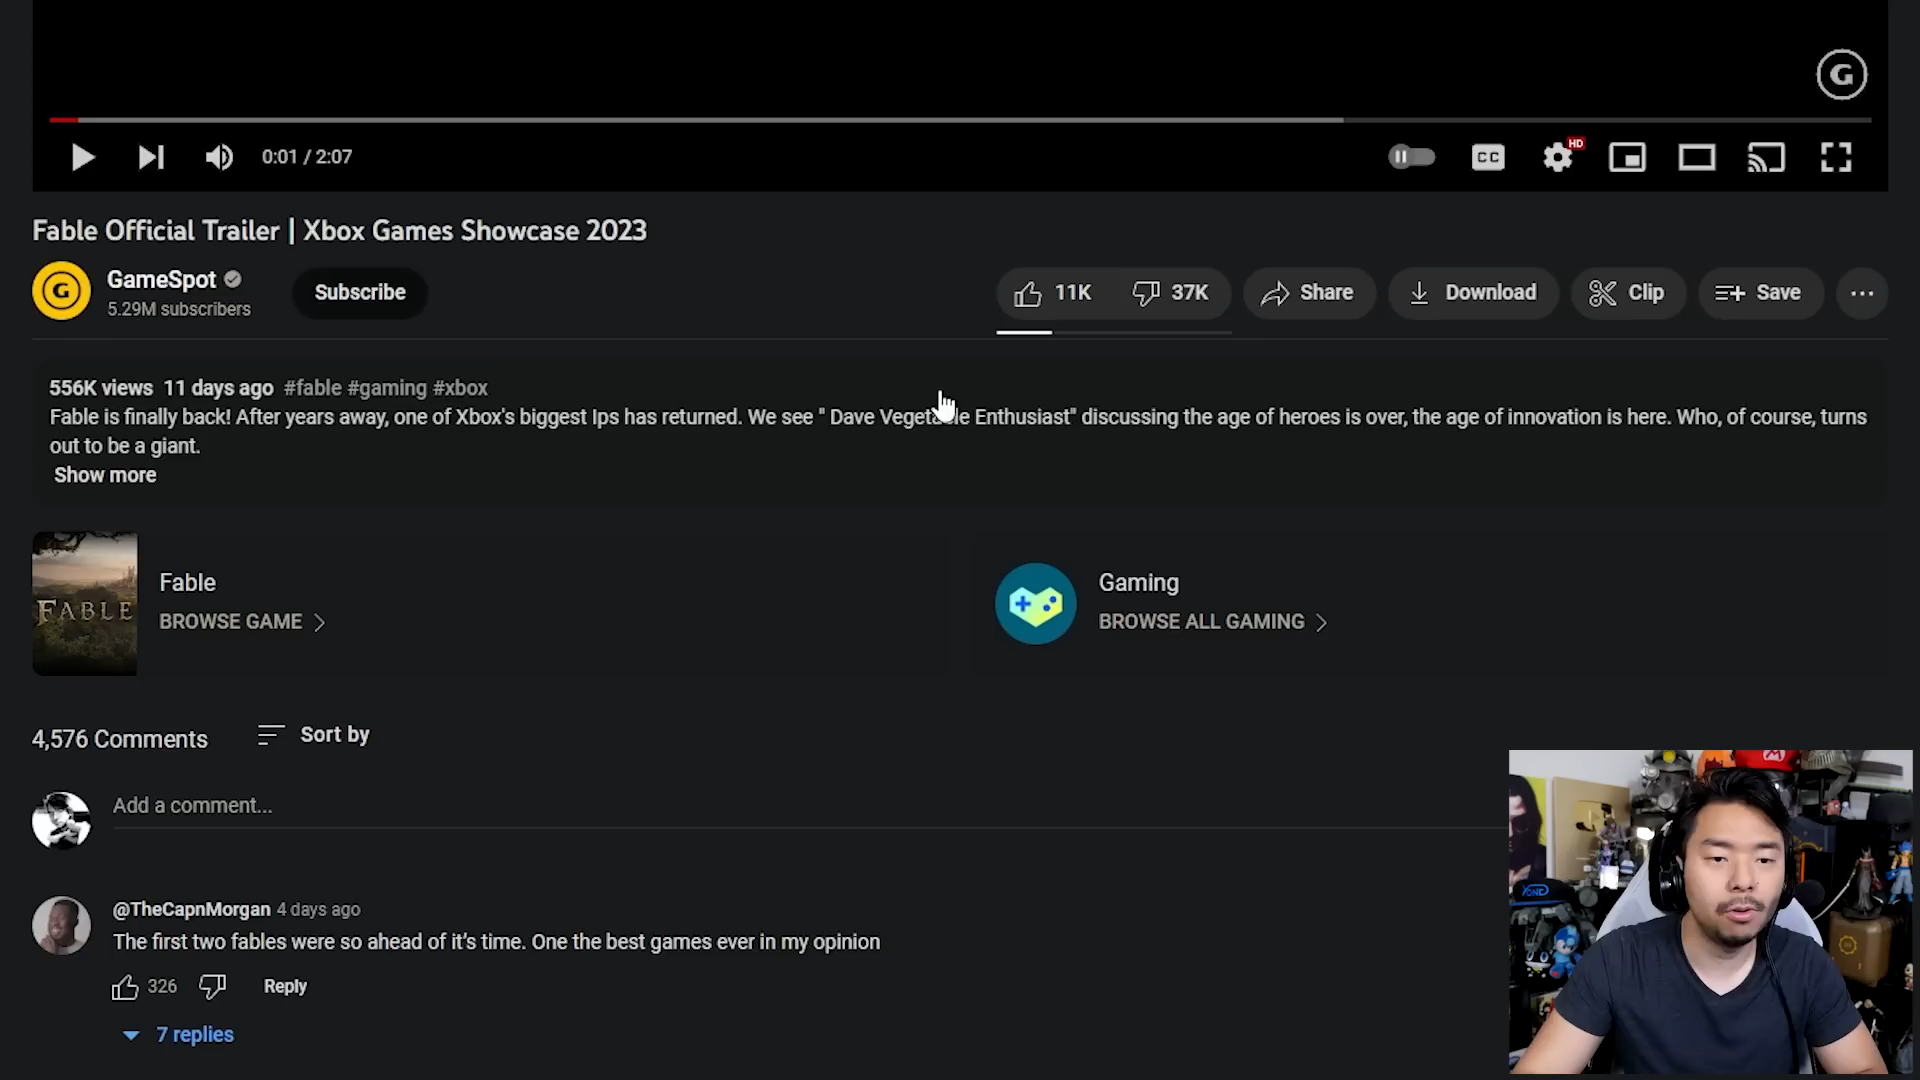 G
0:01 / 2:07
CC
HD
Fable Official Trailer | Xbox Games Showcase 2023
G
GameSpot
5.29M subscribers
Subscribe
11K
37K
Share
Download
Clip
Save
556K views 11 days ago #fable #gaming #xbox
Fable is finally back! After years away, one of Xbox's biggest Ips has returned. We see " Dave Enthusiast" discussing the age of heroes is over, the age of innovation is here. Who, of course, turns
out to be a giant.
Show more
FABLE
Fable
BROWSE GAME
Gaming
BROWSE ALL GAMING
4,576 Comments
Sort by
Add a comment...
@TheCapnMorgan 4 days ago
The first two fables were so ahead of it's time. One the best games ever in my opinion
326
Reply
7 replies
M